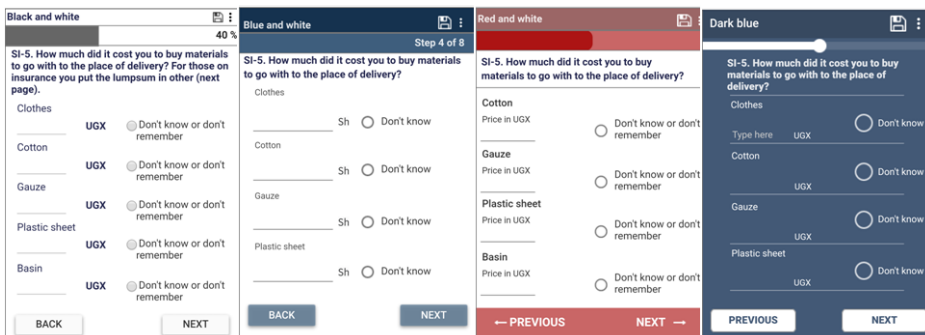 Black and white
40 %
SI-5. How much did it cost you to buy materials
to go with to the place of delivery? For those on
insurance you put the lumpsum in other (next
page).
Clothes
UGX
Don't know or don't
remember
Cotton
UGX
Don't know or don't
remember
Gauze
UGX
Don't know or don't
remember
Plastic sheet
UGX
Don't know or don't
remember
Basin
UGX
Don't know or don't
remember
BACK
NEXT
Blue and white
Step 4 of 8
SI-5. How much did it cost you to buy materials
to go with to the place of delivery?
Clothes
Sh
Don't know
Cotton
Sh
Don't know
Gauze
Sh
Don't know
Plastic sheet
Sh
Don't know
BACK
NEXT
Red and white
SI-5. How much did it cost you to buy
materials to go with to the place of delivery?
Cotton
Price in UGX
Don't know or don't
remember
Gauze
Price in UGX
Don't know or don't
remember
Plastic sheet
Price in UGX
Don't know or don't
remember
Basin
Price in UGX
Don't know or don't
remember
← PREVIOUS
NEXT →
Dark blue
SI-5. How much did it cost you to buy
materials to go with to the place of
delivery?
Clothes
Type here
UGX
Don't know
Cotton
UGX
Don't know
Gauze
UGX
Don't know
Plastic sheet
UGX
Don't know
PREVIOUS
NEXT